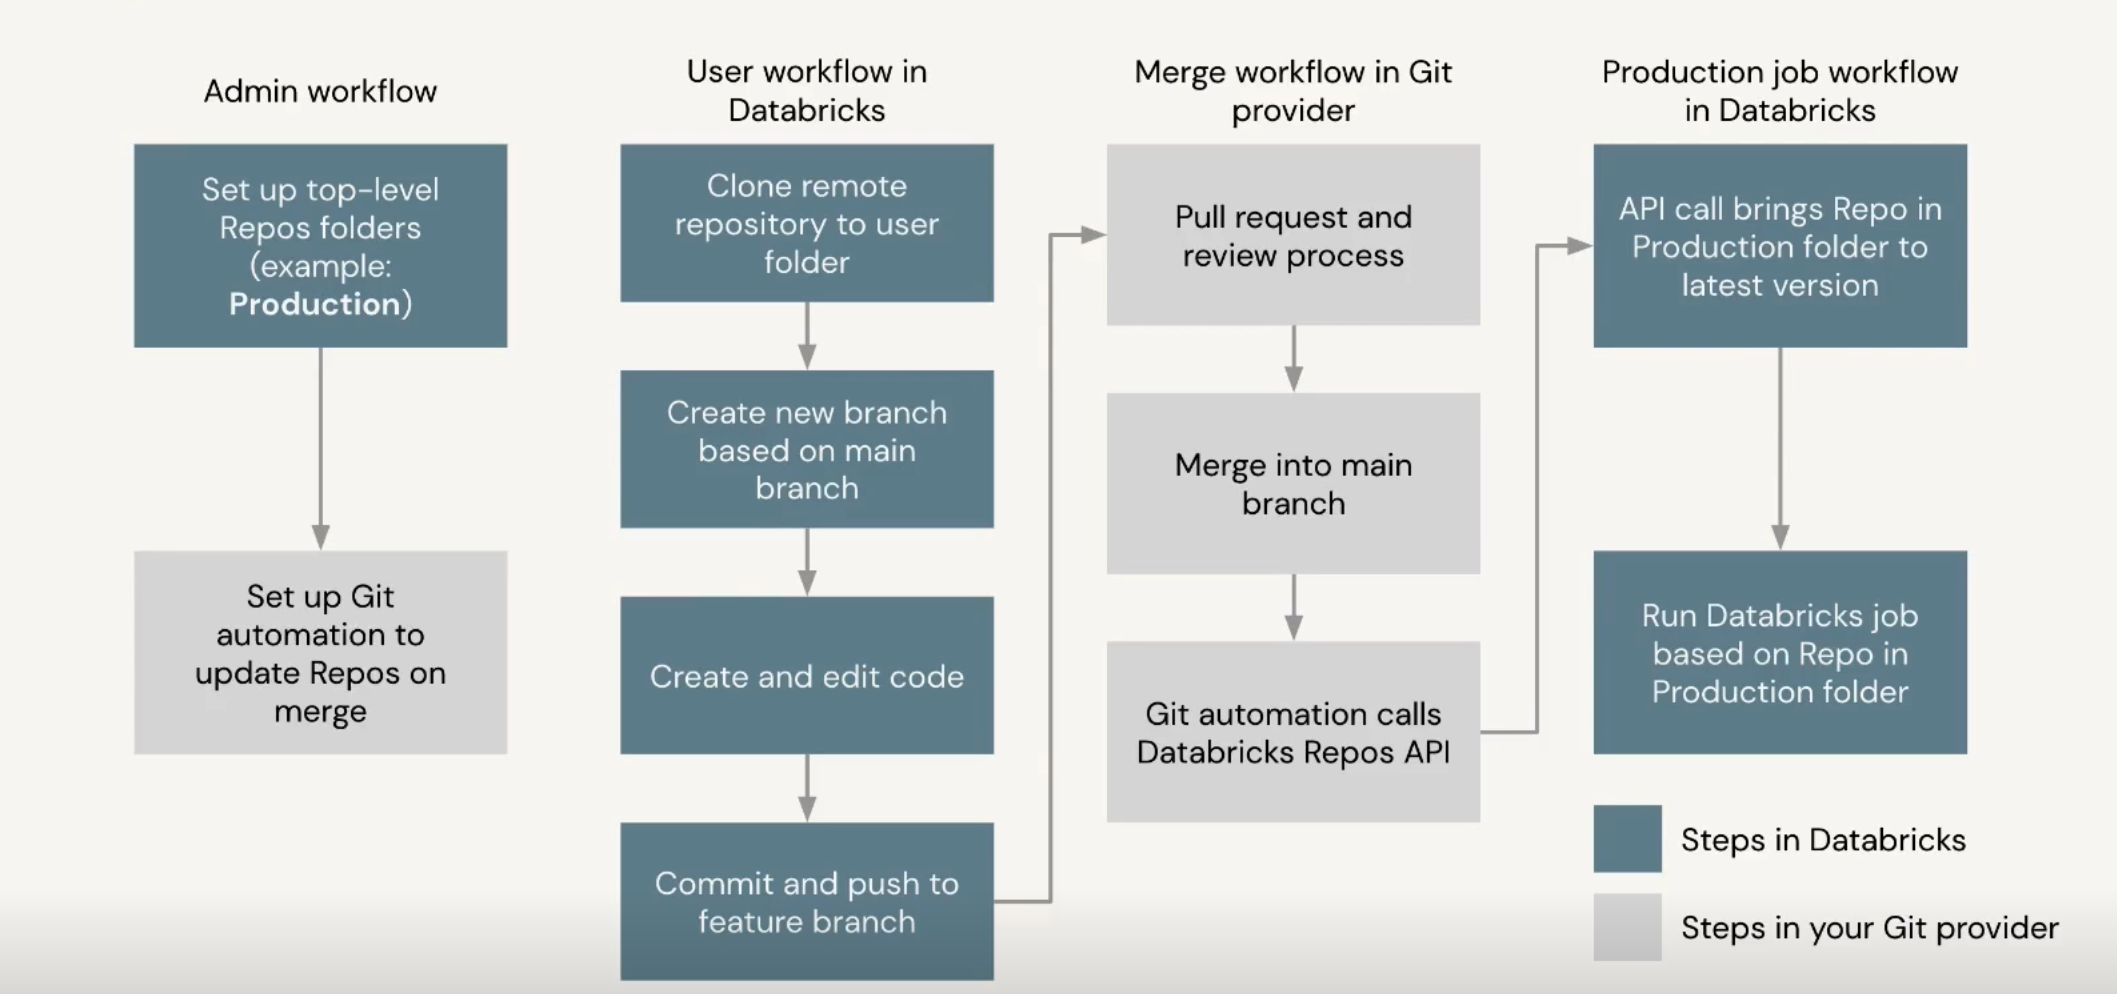 Admin workflow
Set up top-level
Repos folders
(example:
Production)
Set up Git
automation to
update Repos on
merge
User workflow in
Databricks
Clone remote
repository to user
folder
Create new branch
based on main
branch
Create and edit code
Commit and push to
feature branch
Merge workflow in Git
provider
Pull request and
review process
Merge into main
branch
Git automation calls
Databricks Repos API
Production job workflow
in Databricks
API call brings Repo in
Production folder to
latest version
Run Databricks job
based on Repo in
Production folder
Steps in Databricks
Steps in your Git provider